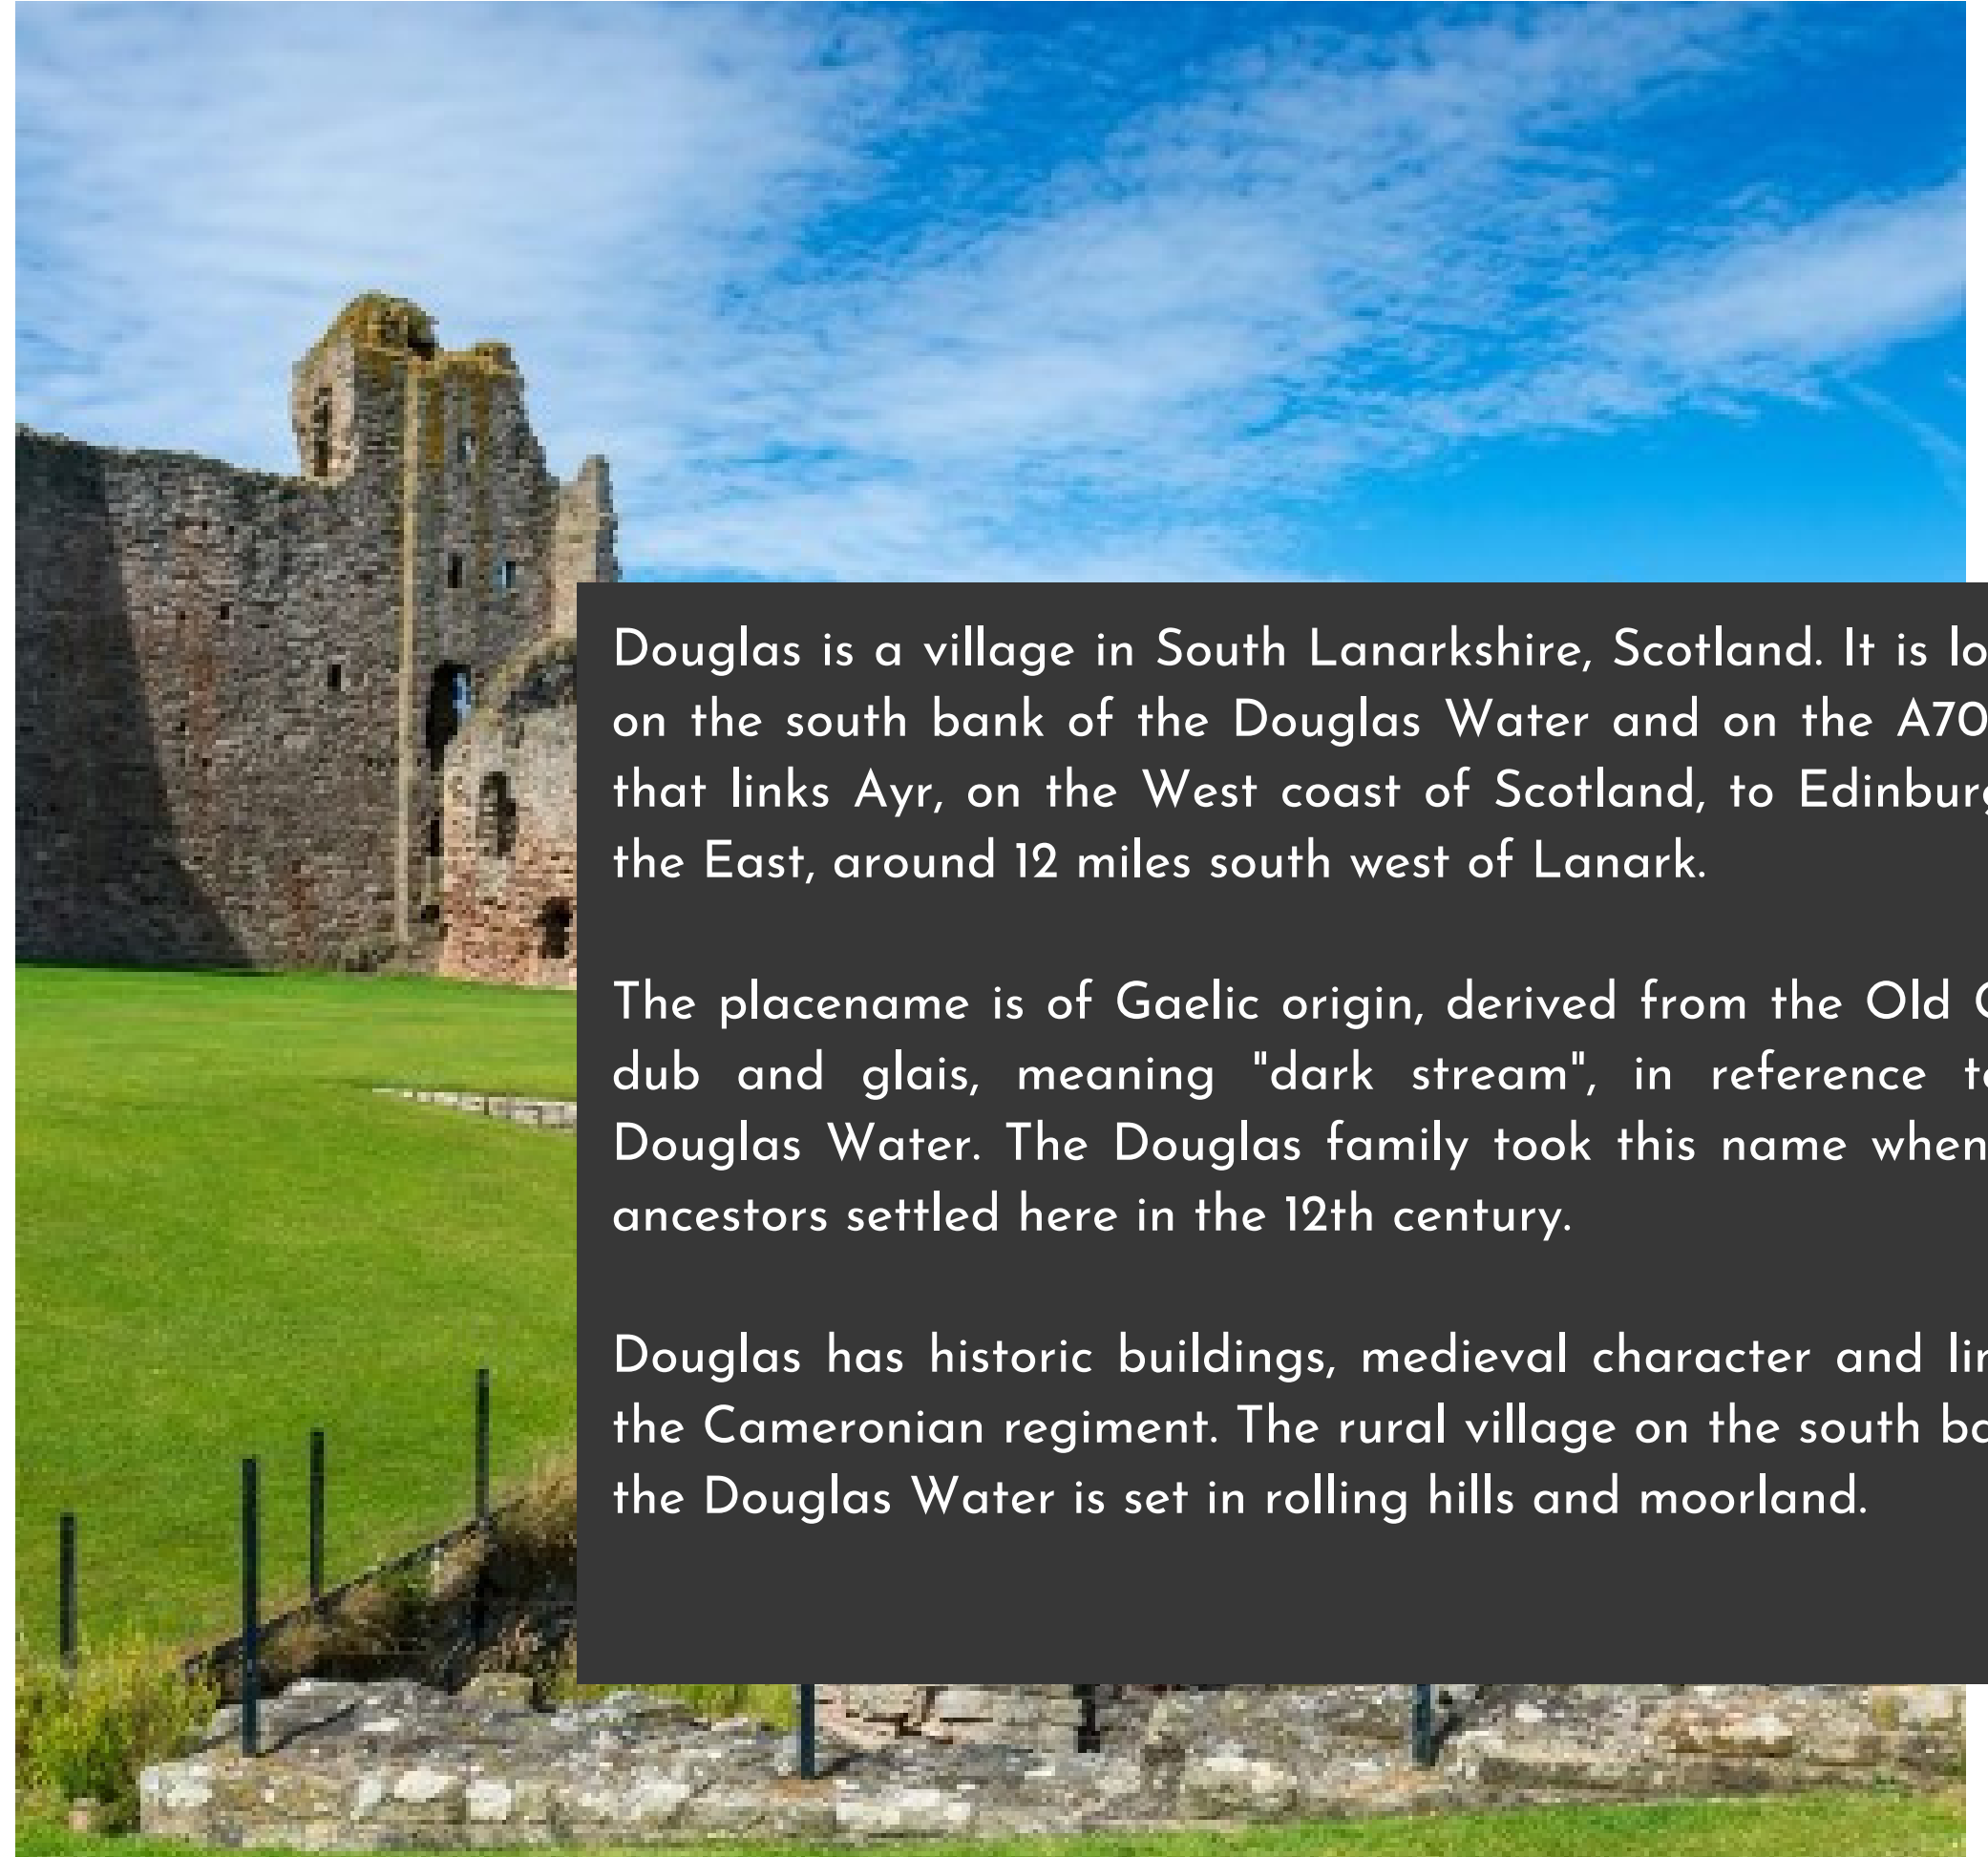 Douglas is a village in South Lanarkshire, Scotland. It is
on the south bank of the Douglas Water and on the A70
that links Ayr, on the West coast of Scotland, to
the East, around 12 miles south west of Lanark.
The placename is of Gaelic origin, derived from the Old
dub and glais, meaning "dark stream", in reference
Douglas Water. The Douglas family took this name when
ancestors settled here in the 12th century.
Douglas has historic buildings, medieval character and
the Cameronian regiment. The rural village on the south
the Douglas Water is set in rolling hills and moorland.